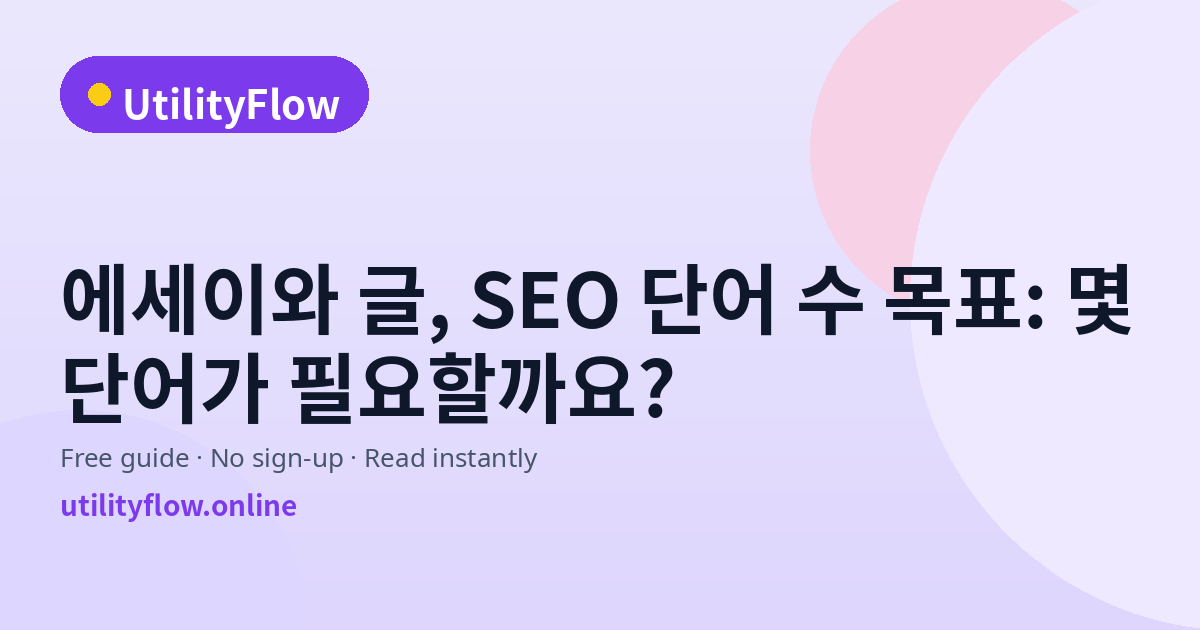 UtilityFlow
에세이와 글, SEO 단어 수 목표: 몇
단어가 필요할까요?
Free guide · No sign-up · Read instantly
utilityflow.online